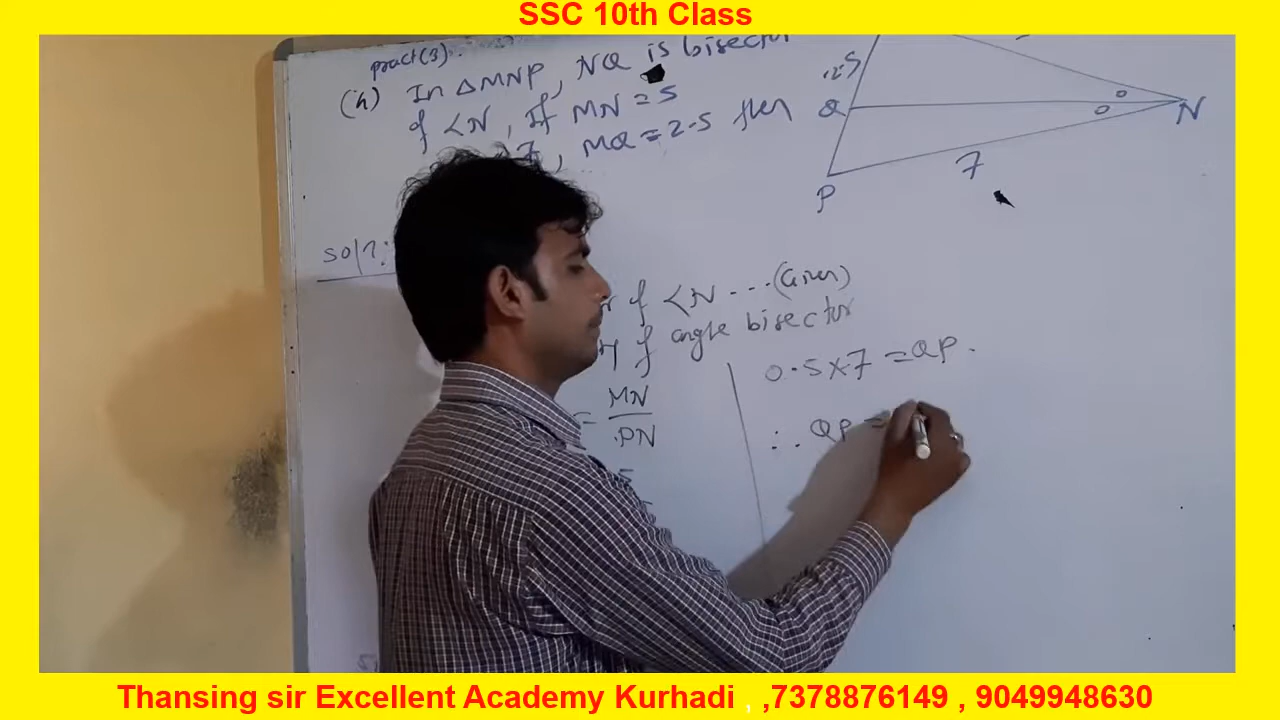 SSC 10th Class
pract(3).
(h) In △MNP, NQ is bisector
of <N, If MN = 5
7, MQ = 2.5 then
2.5
Q
N
7
P
soln:
of <N ... (Given)
of angle bisector
= MN
PN
0.5×7 = QP.
∴ QP =
Thansing sir Excellent Academy Kurhadi , ,7378876149 , 9049948630